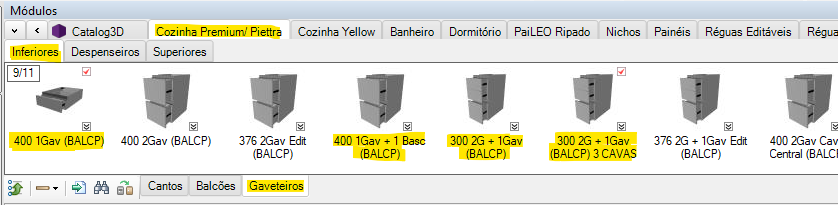 Módulos
Catalog3D Cozinha Premium/ Piettra Cozinha Yellow Banheiro Dormitório PaiLEO Ripado Nichos Painéis Réguas Editáveis Régua
Inferiores Despenseiros Superiores
9/11
400 1Gav (BALCP) 400 2Gav (BALCP) 376 2Gav Edit 400 1Gav + 1 Basc 300 2G + 1Gav 300 2G + 1Gav 376 2G + 1Gav Edit 400 2Gav Cav
(BALCP) (BALCP) (BALCP) (BALCP) 3 CAVAS (BALCP) Central (BALCP)
Cantos Balcões Gaveteiros